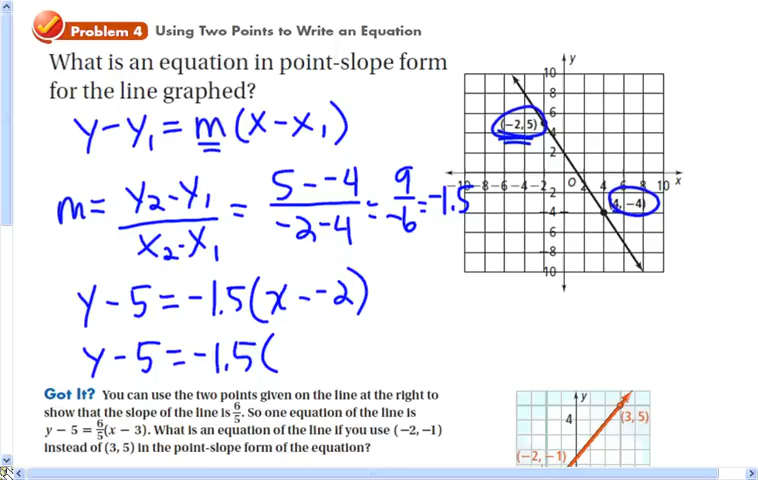 Problem 4 Using Two Points to Write an Equation
What is an equation in point-slope form
for the line graphed?
y - y₁ = m(x - x₁)
m = y₂ - y₁ / x₂ - x₁ = 5 - -4 / -2 - 4 = 9 / -6 = -1.5
y - 5 = -1.5(x - -2)
y - 5 = -1.5(
y
10
8
6
(−2, 5)
4
2
−10 −8 −6 −4 −2 O 2 4 6 8 10 x
(4, −4)
−4
6
−8
10
Got It? You can use the two points given on the line at the right to
show that the slope of the line is 6/5. So one equation of the line is
y − 5 = 6/5(x − 3). What is an equation of the line if you use (−2, −1)
instead of (3, 5) in the point-slope form of the equation?
y
4
(3, 5)
(−2, −1)